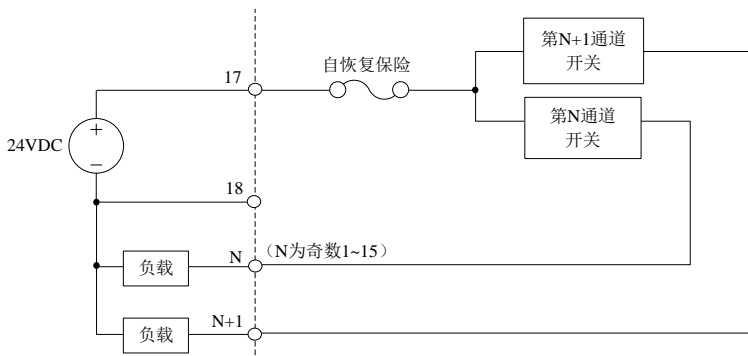 第N+1通道
开关
自恢复保险
17
第N通道
开关
+
24VDC
−
18
负载
N
（N为奇数1~15）
负载
N+1